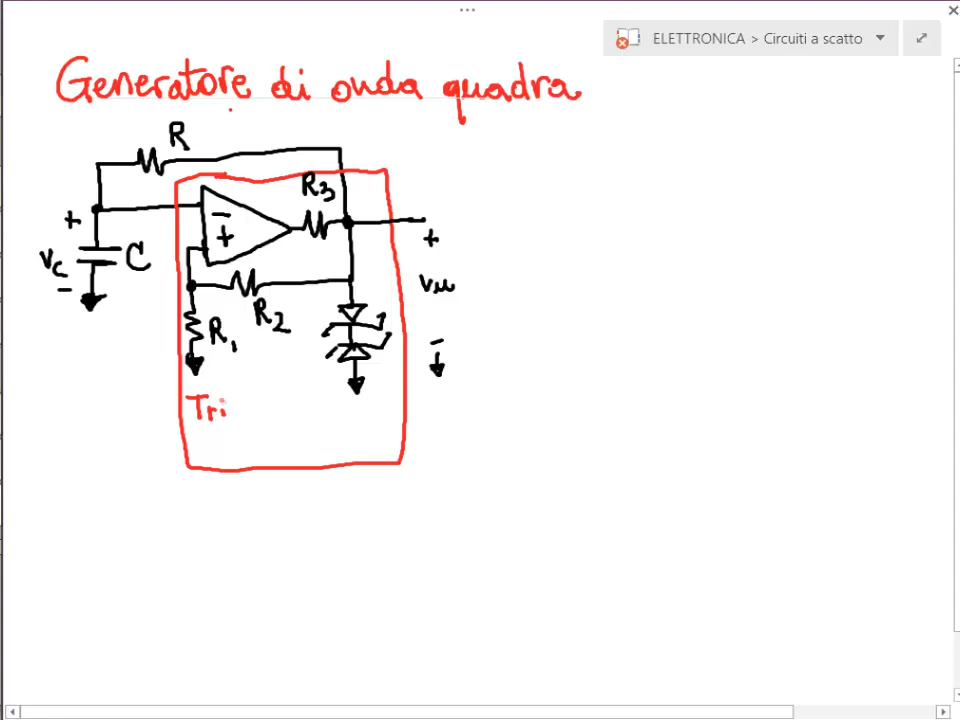 ELETTRONICA > Circuiti a scatto
Generatore di onda quadra
R
R3
+
vc
-
C
-
+
+
vu
-
R2
R1
Tri